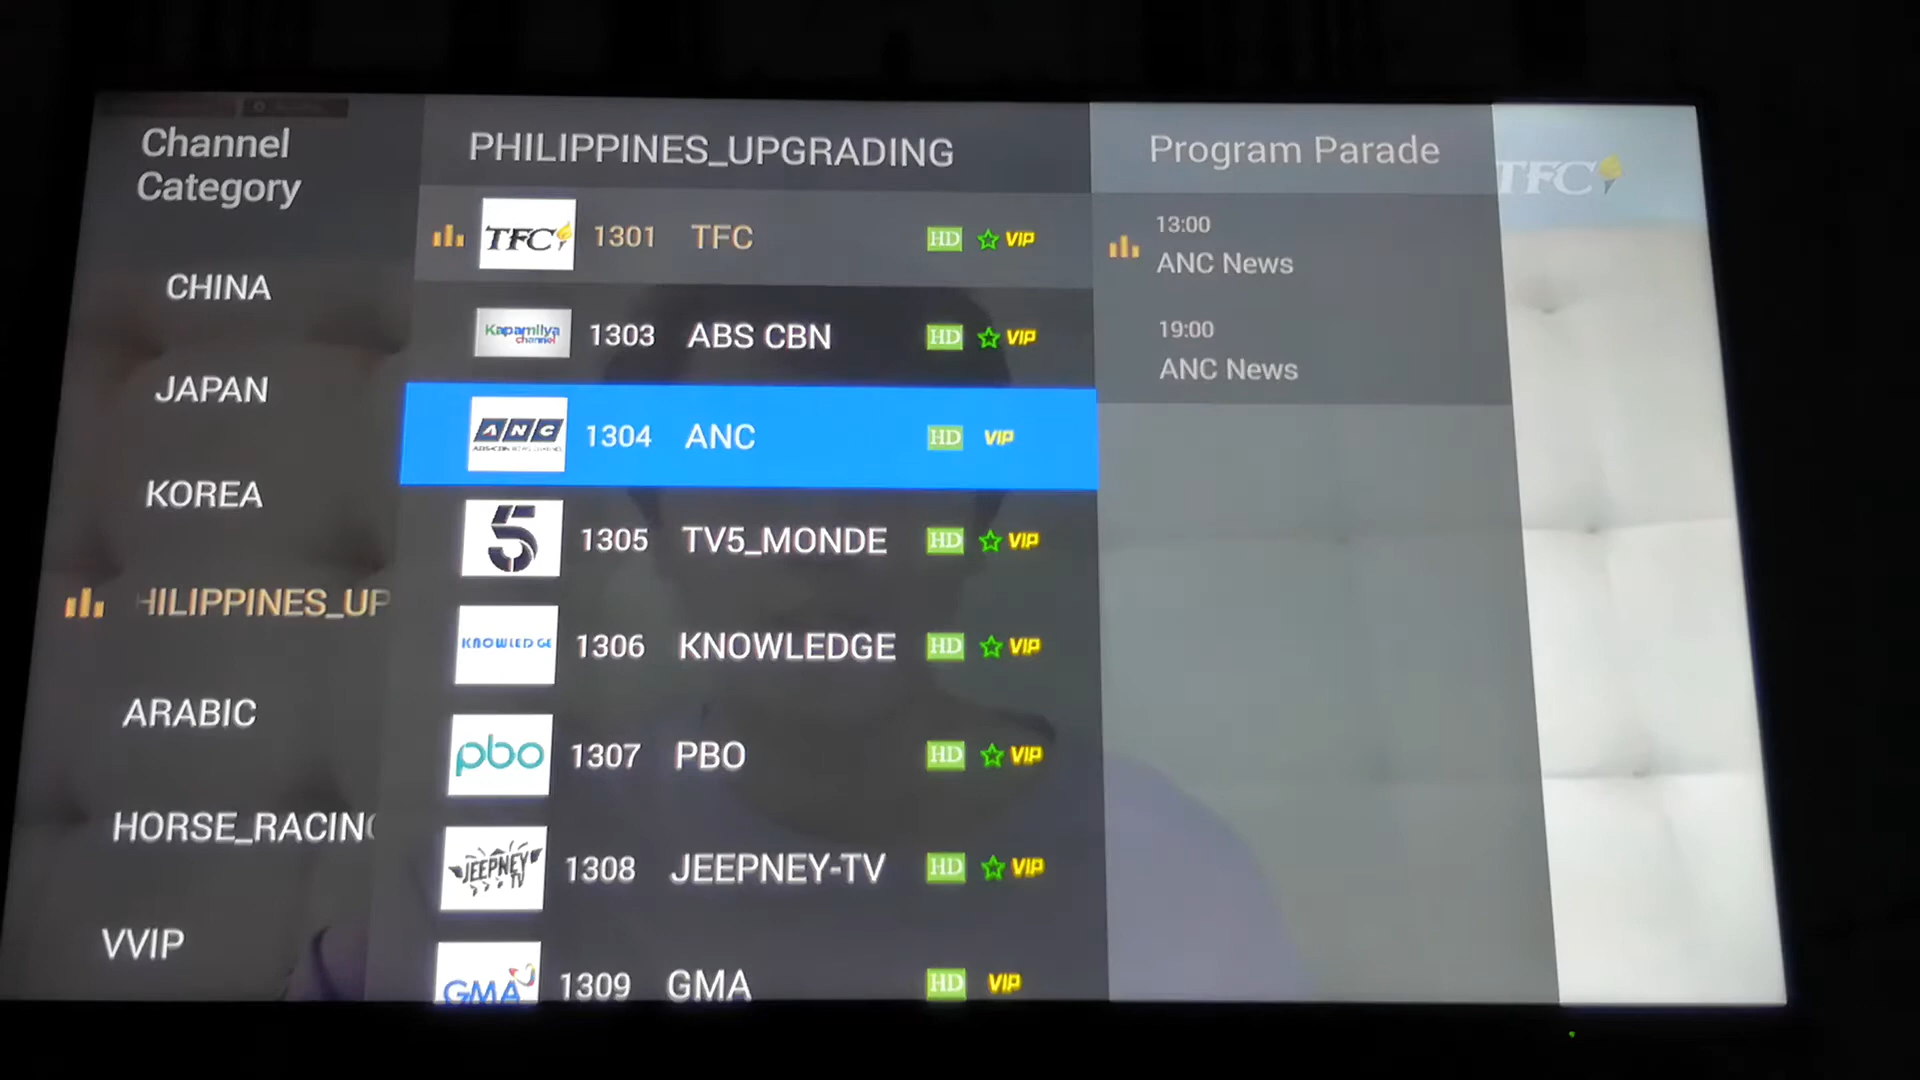 Channel
Category
CHINA
JAPAN
KOREA
HILIPPINES_UP
ARABIC
HORSE_RACING
VVIP
PHILIPPINES_UPGRADING
TFC 1301 TFC HD VIP
Kapamilya channel 1303 ABS CBN HD VIP
ANC 1304 ANC HD VIP
5 1305 TV5_MONDE HD VIP
KNOWLEDGE 1306 KNOWLEDGE HD VIP
pbo 1307 PBO HD VIP
JEEPNEY TV 1308 JEEPNEY-TV HD VIP
GMA 1309 GMA HD VIP
Program Parade
13:00
ANC News
19:00
ANC News
TFC